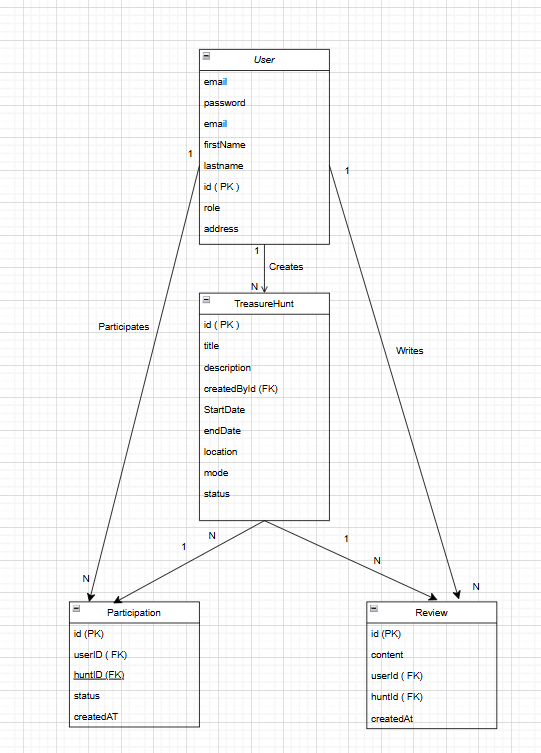 User
email
password
email
firstName
1
1
lastname
id ( PK )
role
address
1
Creates
N
TreasureHunt
id ( PK )
Participates
title
Writes
description
createdById (FK)
StartDate
endDate
location
mode
status
N
1
1
N
N
N
Participation
id (PK)
userID ( FK)
huntID (FK)
status
createdAT
Review
id (PK)
content
userId ( FK)
huntId ( FK)
createdAt